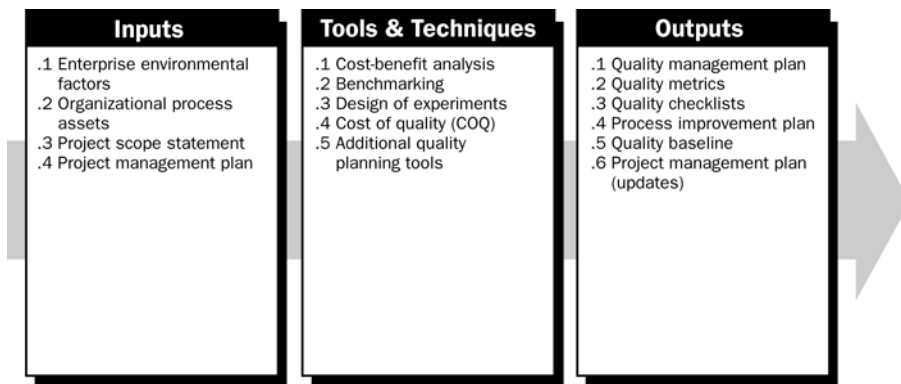 Inputs
.1 Enterprise environmental
factors
.2 Organizational process
assets
.3 Project scope statement
.4 Project management plan
Tools & Techniques
.1 Cost-benefit analysis
.2 Benchmarking
.3 Design of experiments
.4 Cost of quality (COQ)
.5 Additional quality
planning tools
Outputs
.1 Quality management plan
.2 Quality metrics
.3 Quality checklists
.4 Process improvement plan
.5 Quality baseline
.6 Project management plan
(updates)